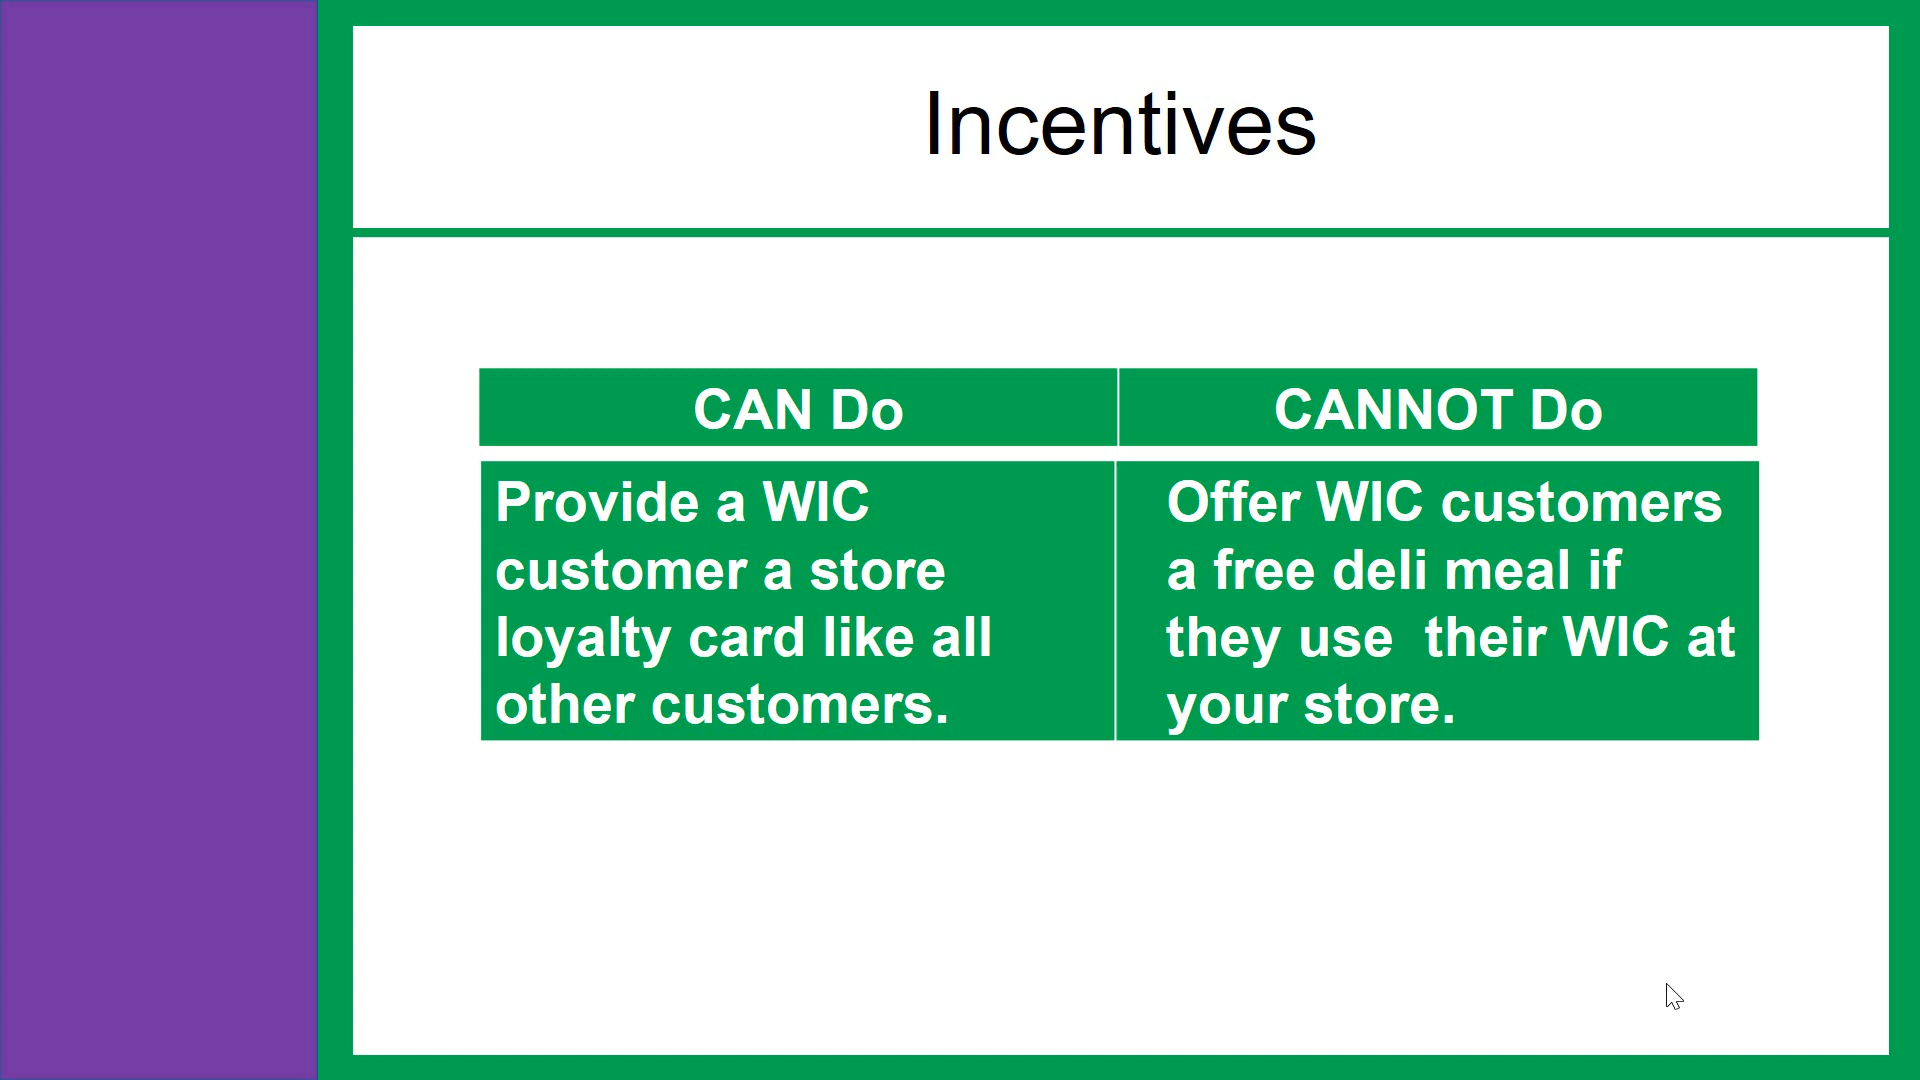 Incentives
CAN Do
CANNOT Do
Provide a WIC
customer a store
loyalty card like all
other customers.
Offer WIC customers
a free deli meal if
they use  their WIC at
your store.